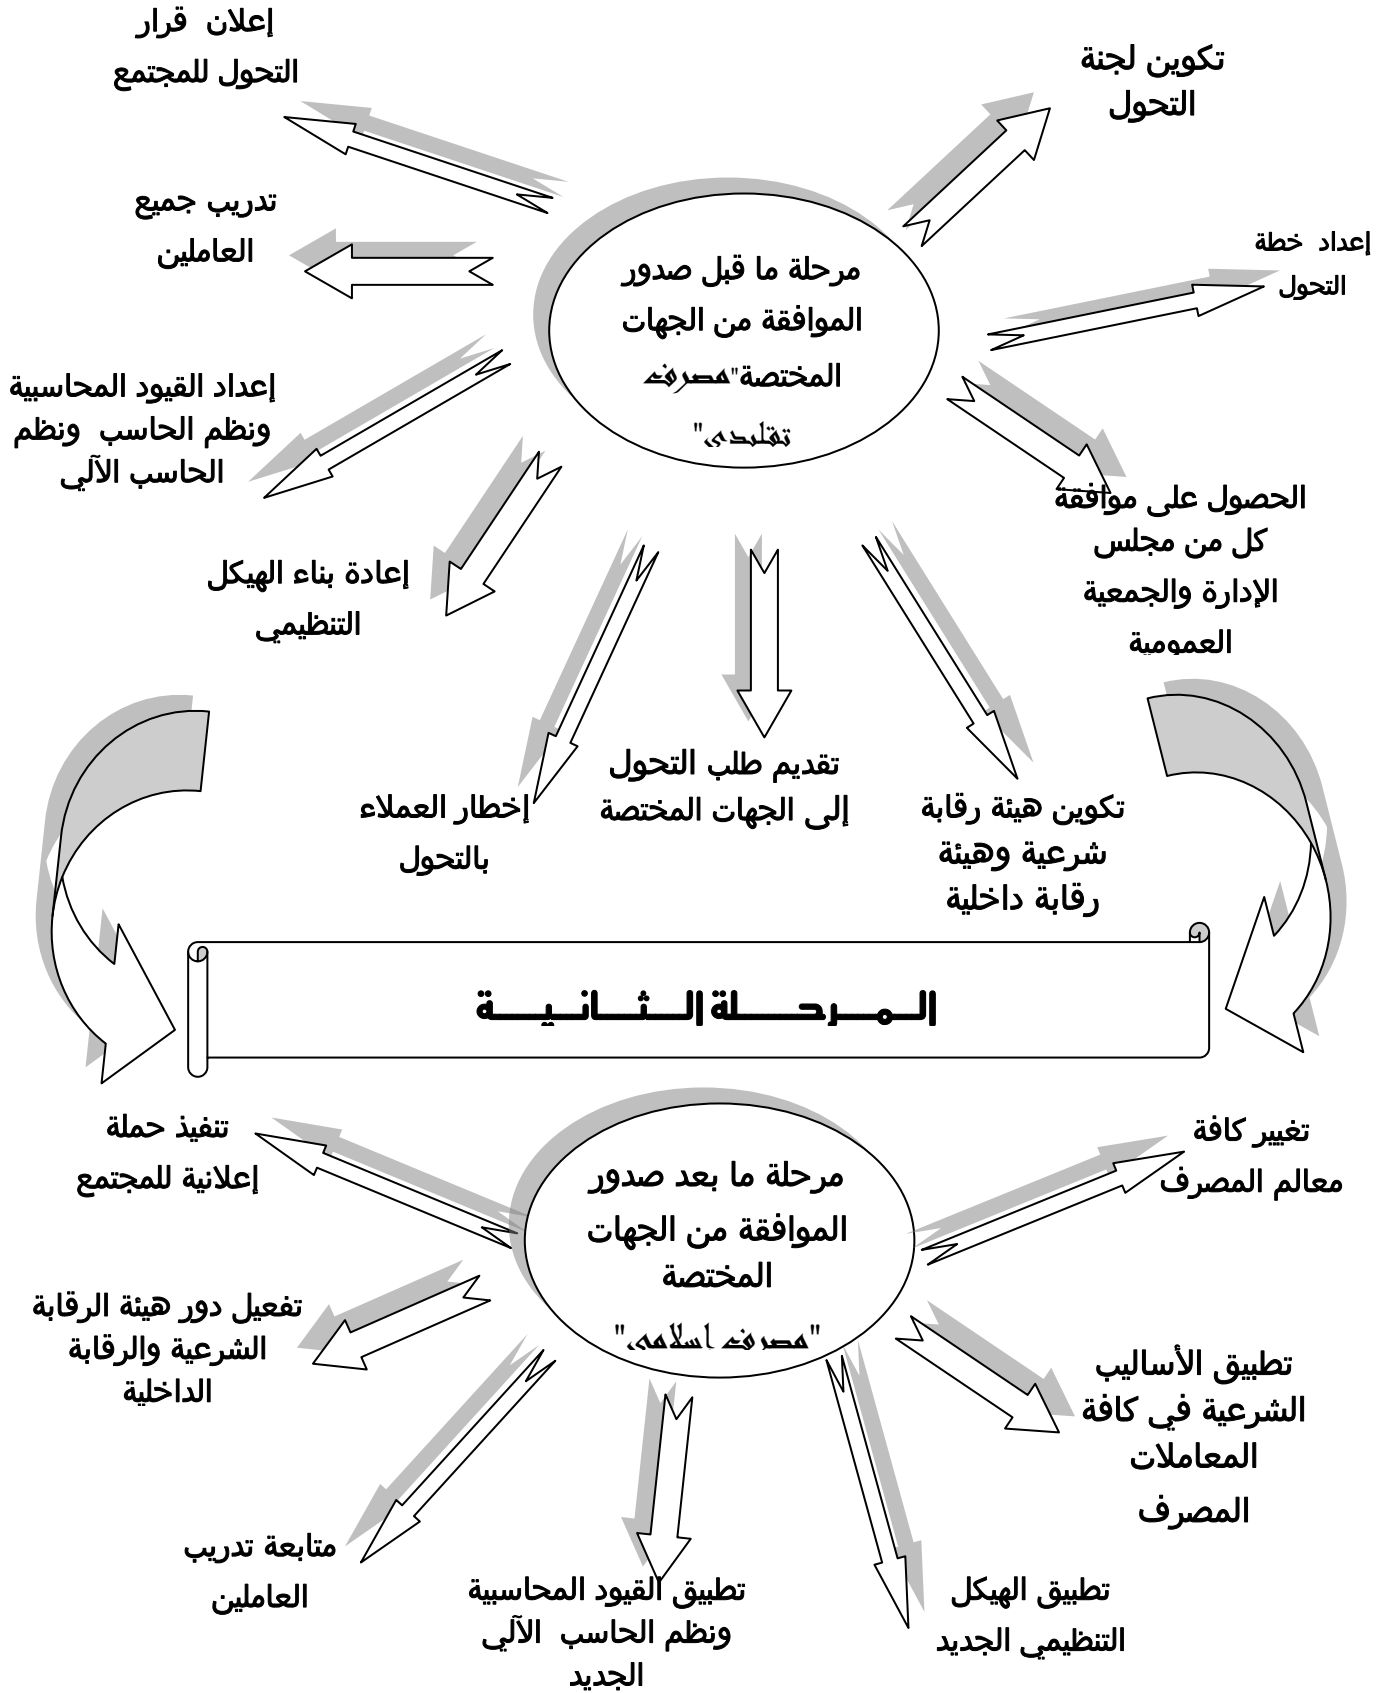 تكوين لجنة
التحول
إعداد خطة
التحول
الحصول على موافقة
كل من مجلس
الإدارة والجمعية
العمومية
تكوين هيئة رقابة
شرعية وهيئة
رقابة داخلية
تقديم طلب التحول
إلى الجهات المختصة
إخطار العملاء
بالتحول
إعادة بناء الهيكل
التنظيمي
إعداد القيود المحاسبية
ونظم الحاسب ونظم
الحاسب الآلي
تدريب جميع
العاملين
إعلان قرار
التحول للمجتمع
مرحلة ما قبل صدور
الموافقة من الجهات
المختصة"مصرف
تقليدى"
المرحلة الثانية
مرحلة ما بعد صدور
الموافقة من الجهات
المختصة
"مصرف اسلامى"
تغيير كافة
معالم المصرف
تطبيق الأساليب
الشرعية في كافة
المعاملات
المصرف
تطبيق الهيكل
التنظيمي الجديد
تطبيق القيود المحاسبية
ونظم الحاسب الآلي
الجديد
متابعة تدريب
العاملين
تفعيل دور هيئة الرقابة
الشرعية والرقابة
الداخلية
تنفيذ حملة
إعلانية للمجتمع